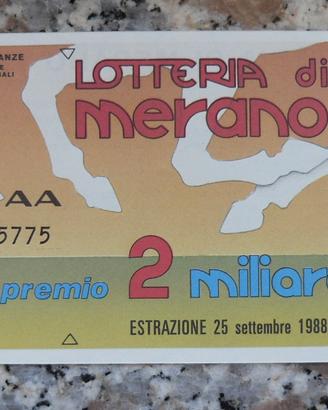 ANZE
E
ALI
LOTTERIA di
merano
AA
5775
premio 2 miliar
ESTRAZIONE 25 settembre 1988